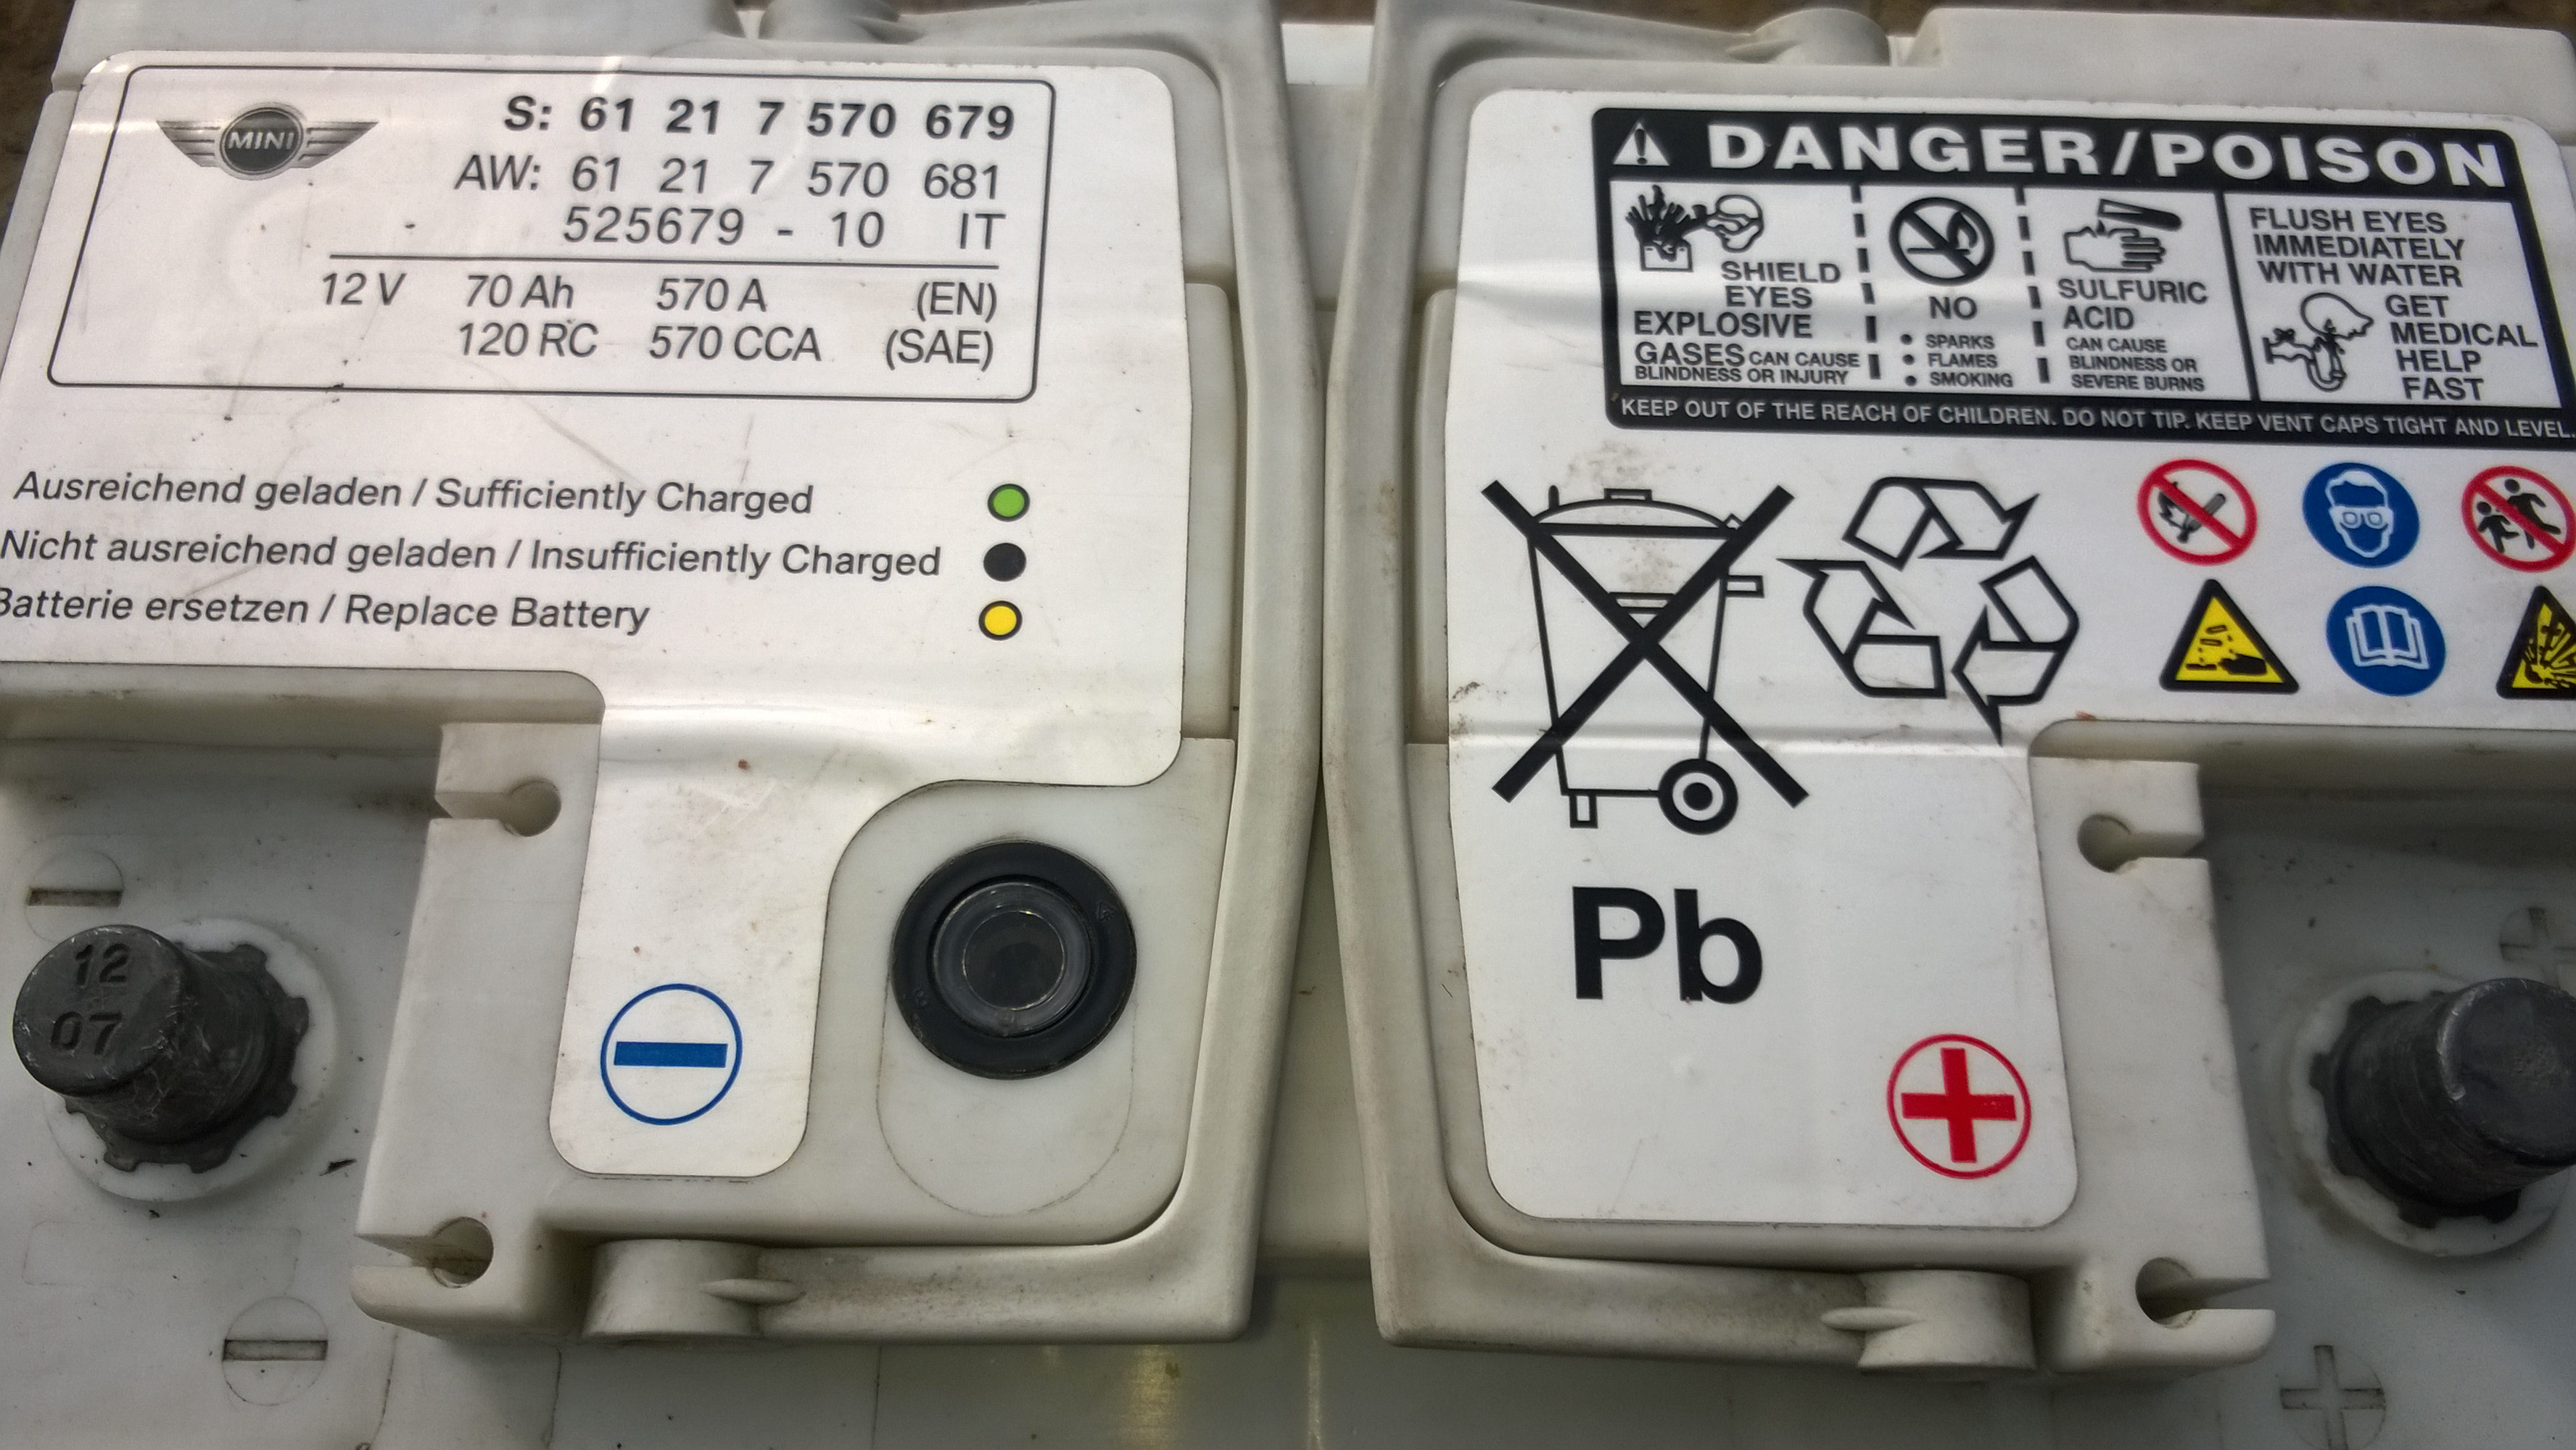 MINI
S: 61 21 7 570 679
AW: 61 21 7 570 681
525679 - 10 IT
12 V 70 Ah 570 A (EN)
120 RC 570 CCA (SAE)
Ausreichend geladen / Sufficiently Charged
Nicht ausreichend geladen / Insufficiently Charged
Batterie ersetzen / Replace Battery
12
07
DANGER/POISON
SHIELD
EYES
EXPLOSIVE
GASES CAN CAUSE
BLINDNESS OR INJURY
NO
• SPARKS
• FLAMES
• SMOKING
SULFURIC
ACID
CAN CAUSE
BLINDNESS OR
SEVERE BURNS
FLUSH EYES
IMMEDIATELY
WITH WATER
GET
MEDICAL
HELP
FAST
KEEP OUT OF THE REACH OF CHILDREN. DO NOT TIP. KEEP VENT CAPS TIGHT AND LEVEL.
Pb